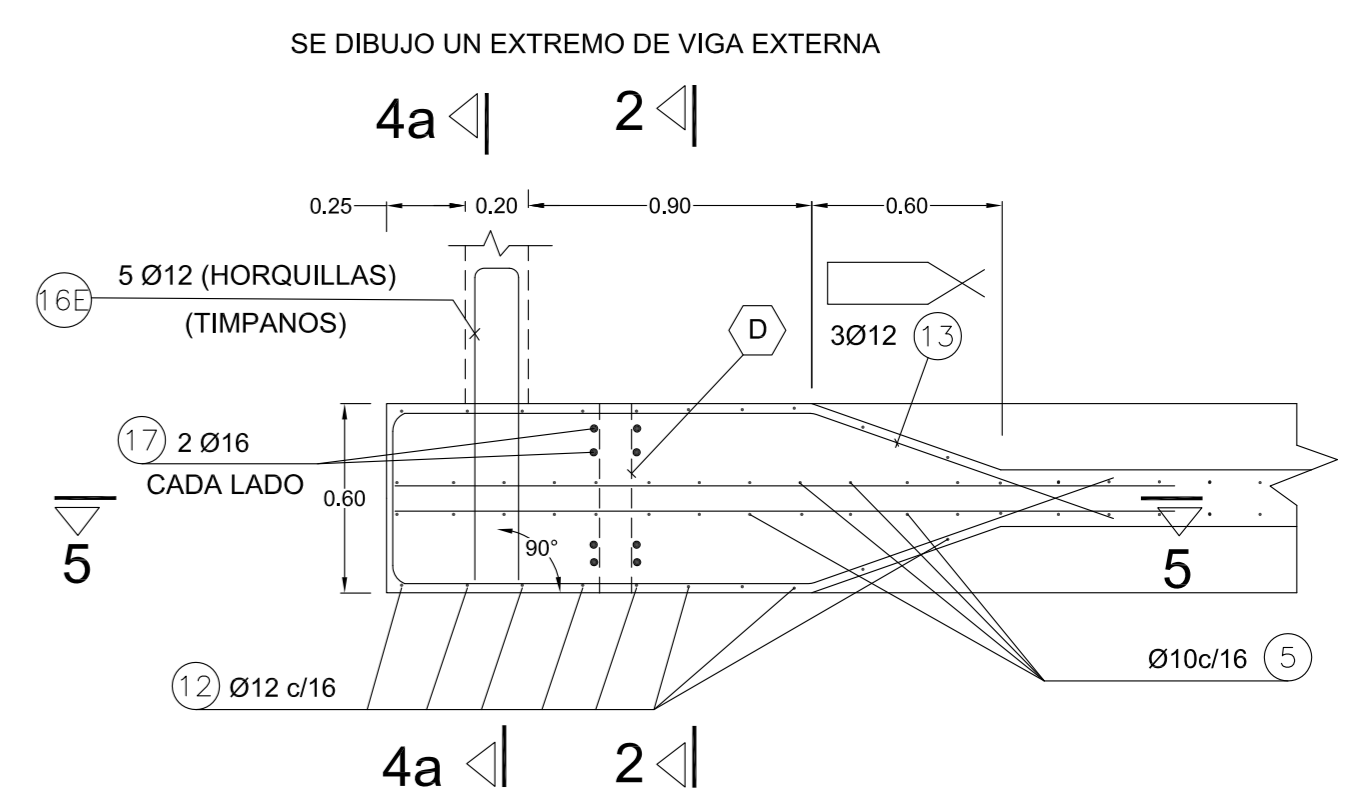 SE DIBUJO UN EXTREMO DE VIGA EXTERNA
4a 2
0.25 0.20 0.90 0.60
16E 5 Ø12 (HORQUILLAS)
(TIMPANOS)
D
3Ø12 13
17 2 Ø16
CADA LADO
0.60
5
90°
5
12 Ø12 c/16
Ø10c/16 5
4a 2